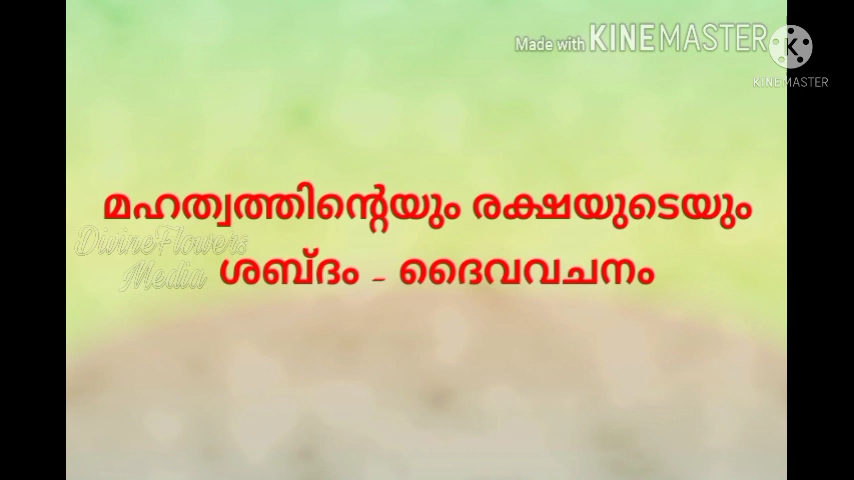 Made with KINEMASTER
KINEMASTER
മഹത്വത്തിന്റെയും രക്ഷയുടെയും
DivineFlowers
Media
ശബ്ദം - ദൈവവചനം